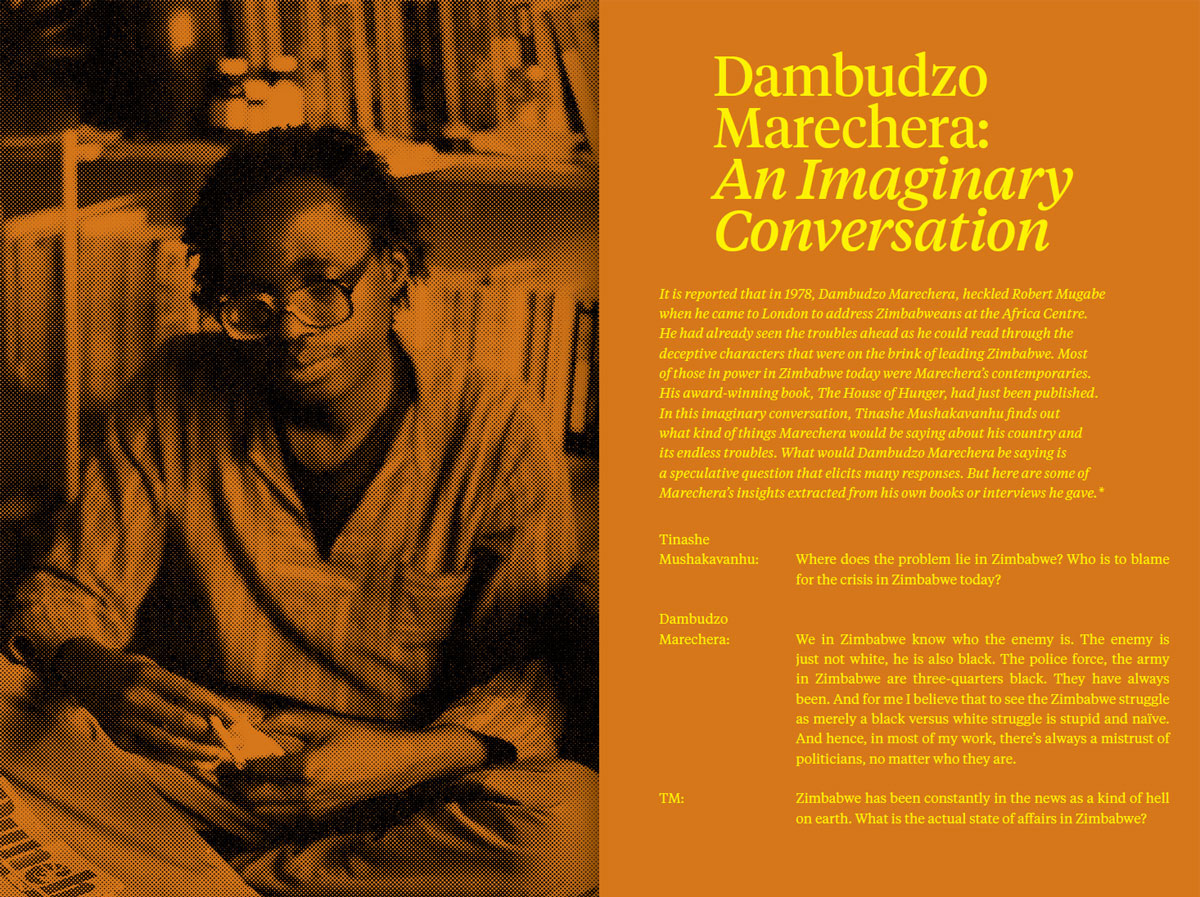 Dambudzo
Marechera:
An Imaginary
Conversation
It is reported that in 1978, Dambudzo Marechera, heckled Robert Mugabe
when he came to London to address Zimbabweans at the Africa Centre.
He had already seen the troubles ahead as he could read through the
deceptive characters that were on the brink of leading Zimbabwe. Most
of those in power in Zimbabwe today were Marechera's contemporaries.
His award-winning book, The House of Hunger, had just been published.
In this imaginary conversation, Tinashe Mushakavanhu finds out
what kind of things Marechera would be saying about his country and
its endless troubles. What would Dambudzo Marechera be saying is
a speculative question that elicits many responses. But here are some of
Marechera's insights extracted from his own books or interviews he gave.*
Tinashe
Mushakavanhu: Where does the problem lie in Zimbabwe? Who is to blame
for the crisis in Zimbabwe today?
Dambudzo
Marechera: We in Zimbabwe know who the enemy is. The enemy is
just not white, he is also black. The police force, the army
in Zimbabwe are three-quarters black. They have always
been. And for me I believe that to see the Zimbabwe struggle
as merely a black versus white struggle is stupid and naïve.
And hence, in most of my work, there's always a mistrust of
politicians, no matter who they are.
TM: Zimbabwe has been constantly in the news as a kind of hell
on earth. What is the actual state of affairs in Zimbabwe?